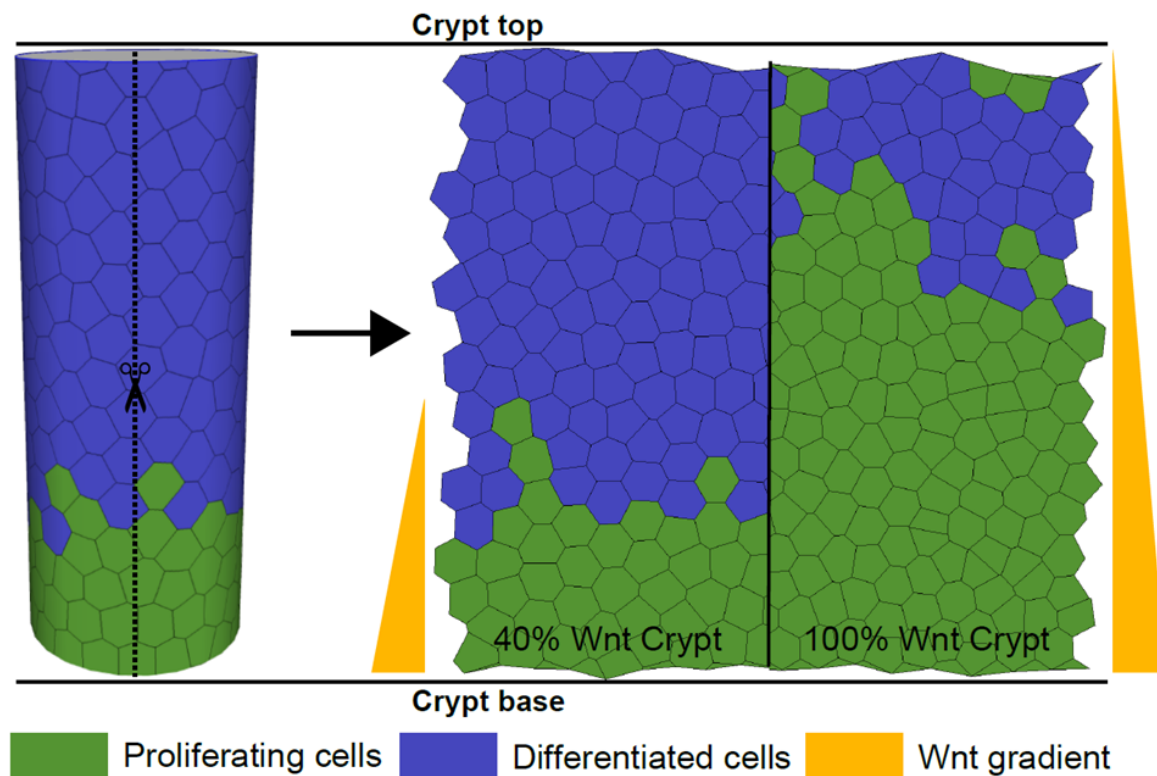 Crypt top
40% Wnt Crypt
100% Wnt Crypt
Crypt base
Proliferating cells
Differentiated cells
Wnt gradient